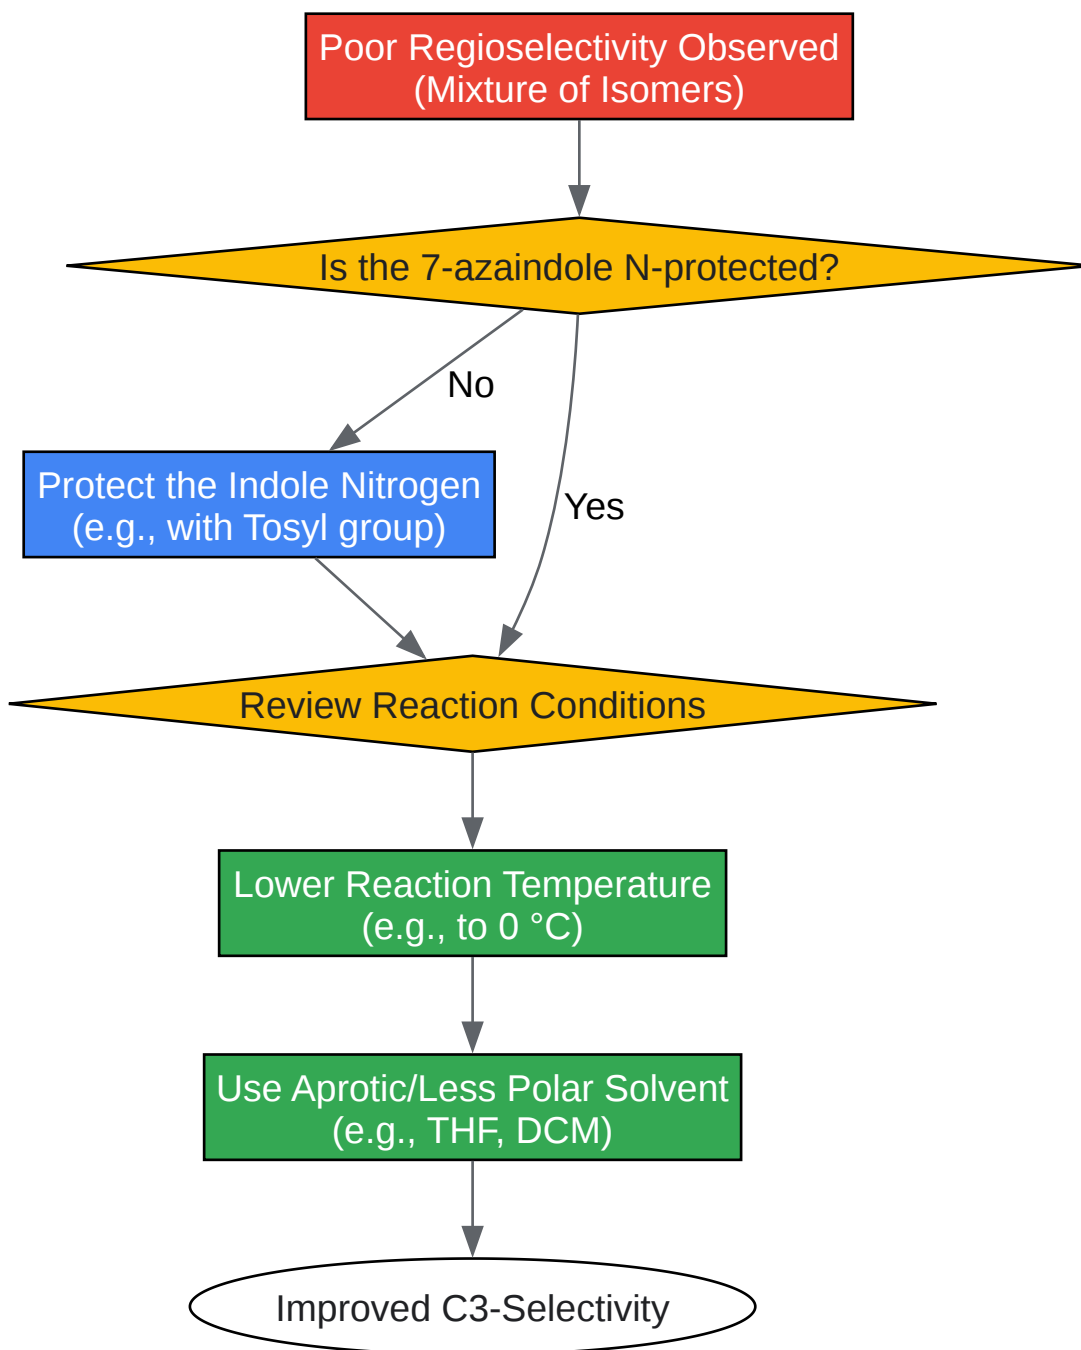 Poor Regioselectivity Observed
(Mixture of Isomers)
Is the 7-azaindole N-protected?
No
Protect the Indole Nitrogen
(e.g., with Tosyl group)
Yes
Review Reaction Conditions
Lower Reaction Temperature
(e.g., to 0 °C)
Use Aprotic/Less Polar Solvent
(e.g., THF, DCM)
Improved C3-Selectivity